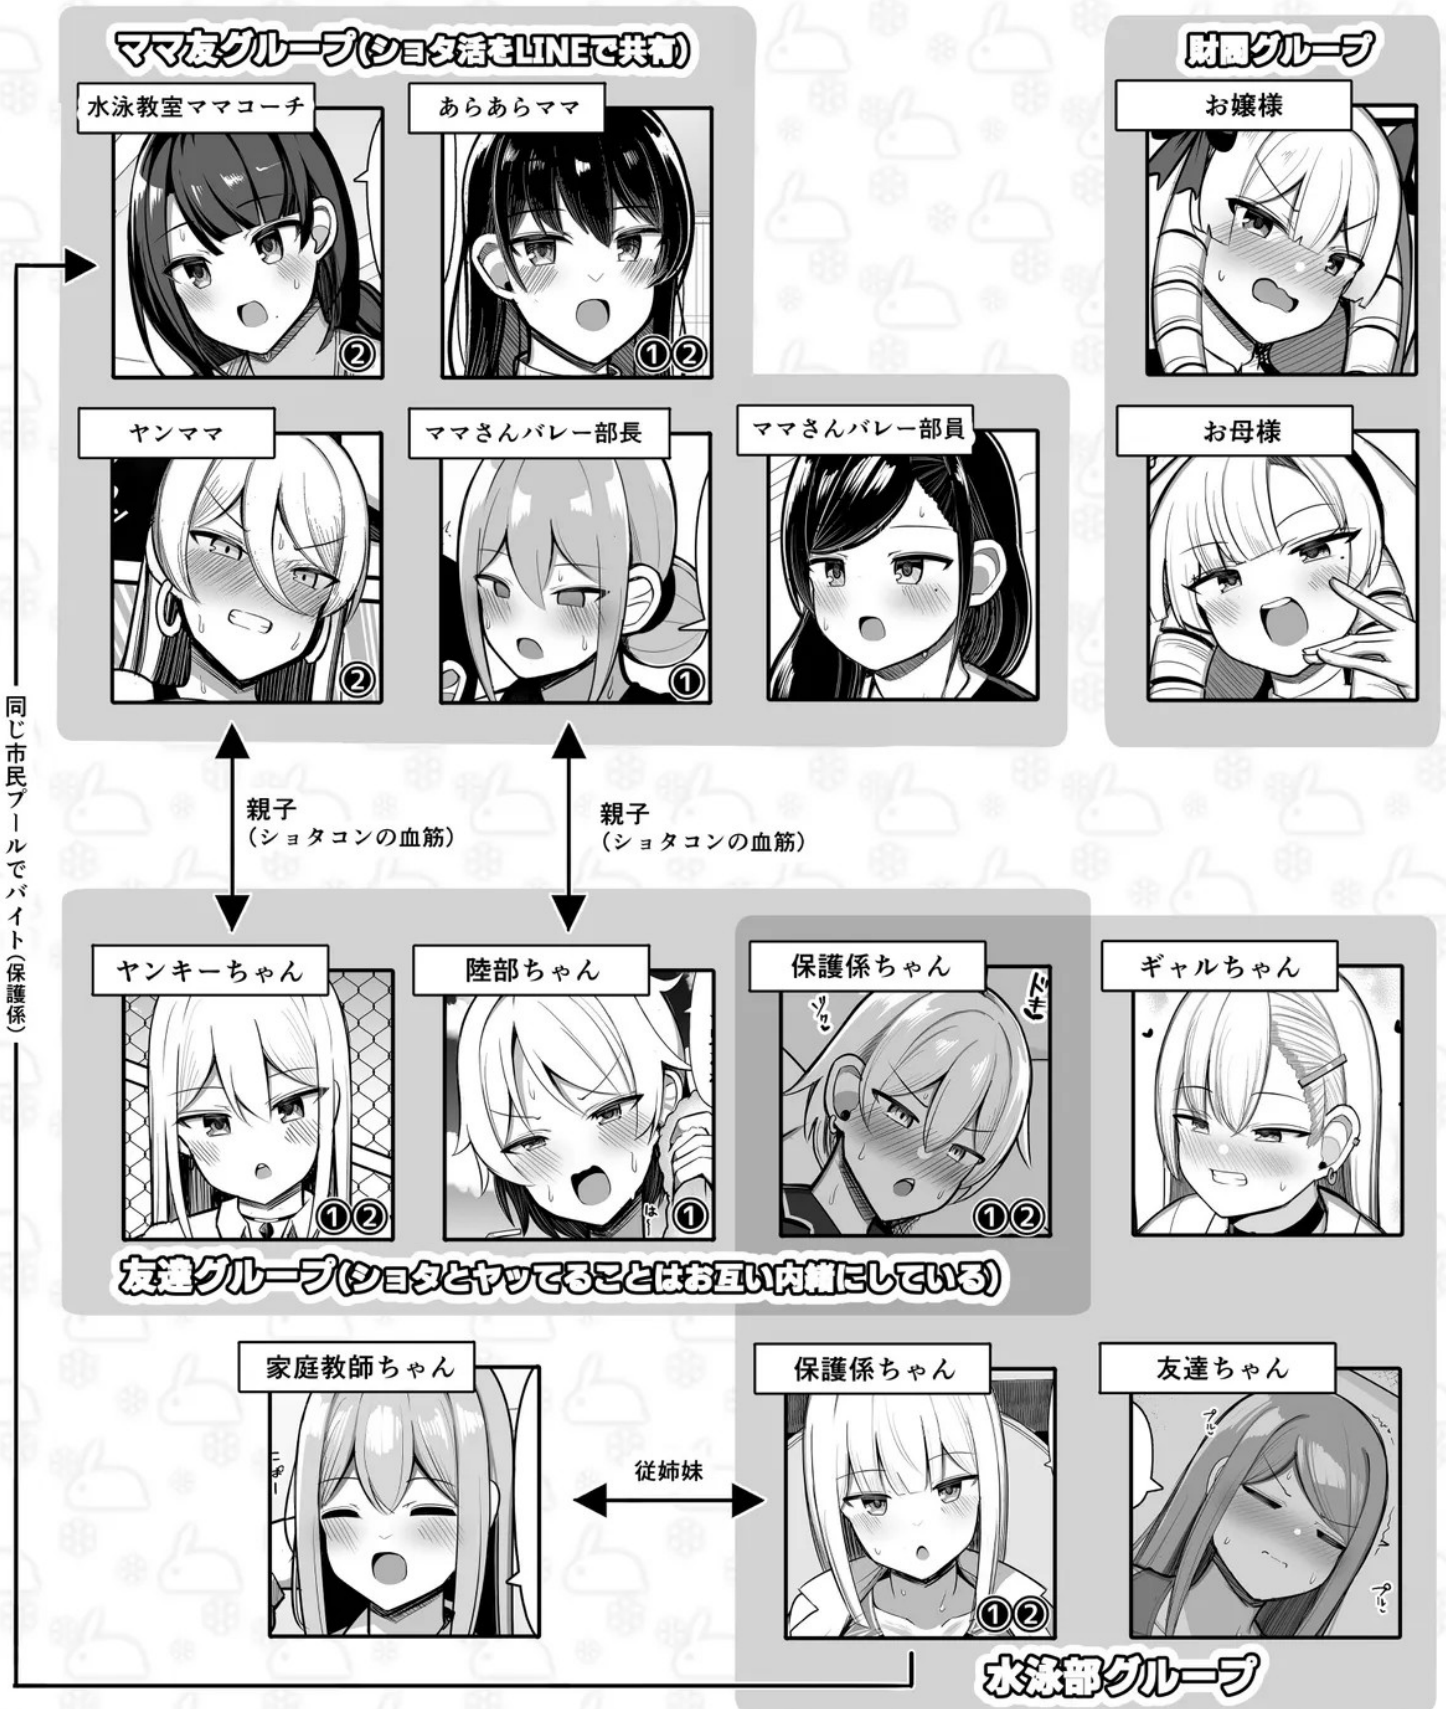 ママ友グループ(ショタ活をLINEで共有)
財閥グループ
水泳教室ママコーチ
あらあらママ
お嬢様
②
①②
ヤンママ
ママさんバレー部長
ママさんバレー部員
お母様
②
①
同じ市民プールでバイト(保護係)
親子
(ショタコンの血筋)
親子
(ショタコンの血筋)
ヤンキーちゃん
陸部ちゃん
保護係ちゃん
ギャルちゃん
①②
①
①②
友達グループ(ショタとヤッてることはお互い内緒にしている)
家庭教師ちゃん
保護係ちゃん
友達ちゃん
従姉妹
①②
水泳部グループ